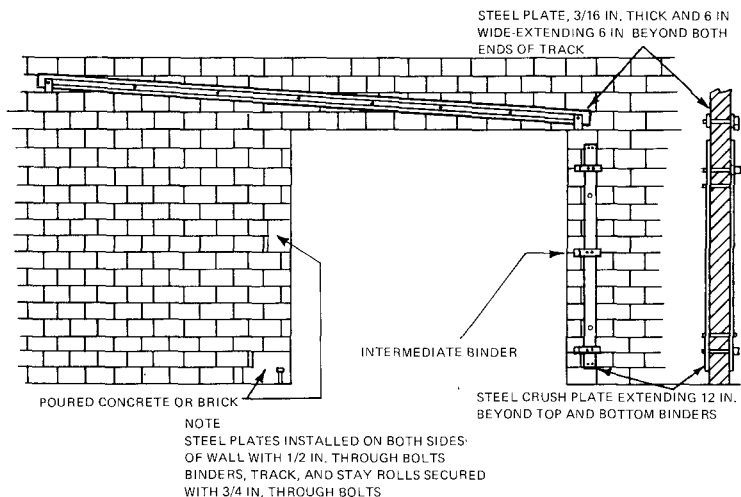 STEEL PLATE, 3/16 IN. THICK AND 6 IN
WIDE-EXTENDING 6 IN BEYOND BOTH
ENDS OF TRACK
INTERMEDIATE BINDER
POURED CONCRETE OR BRICK
STEEL CRUSH PLATE EXTENDING 12 IN.
BEYOND TOP AND BOTTOM BINDERS
NOTE
STEEL PLATES INSTALLED ON BOTH SIDES
OF WALL WITH 1/2 IN. THROUGH BOLTS
BINDERS, TRACK, AND STAY ROLLS SECURED
WITH 3/4 IN. THROUGH BOLTS